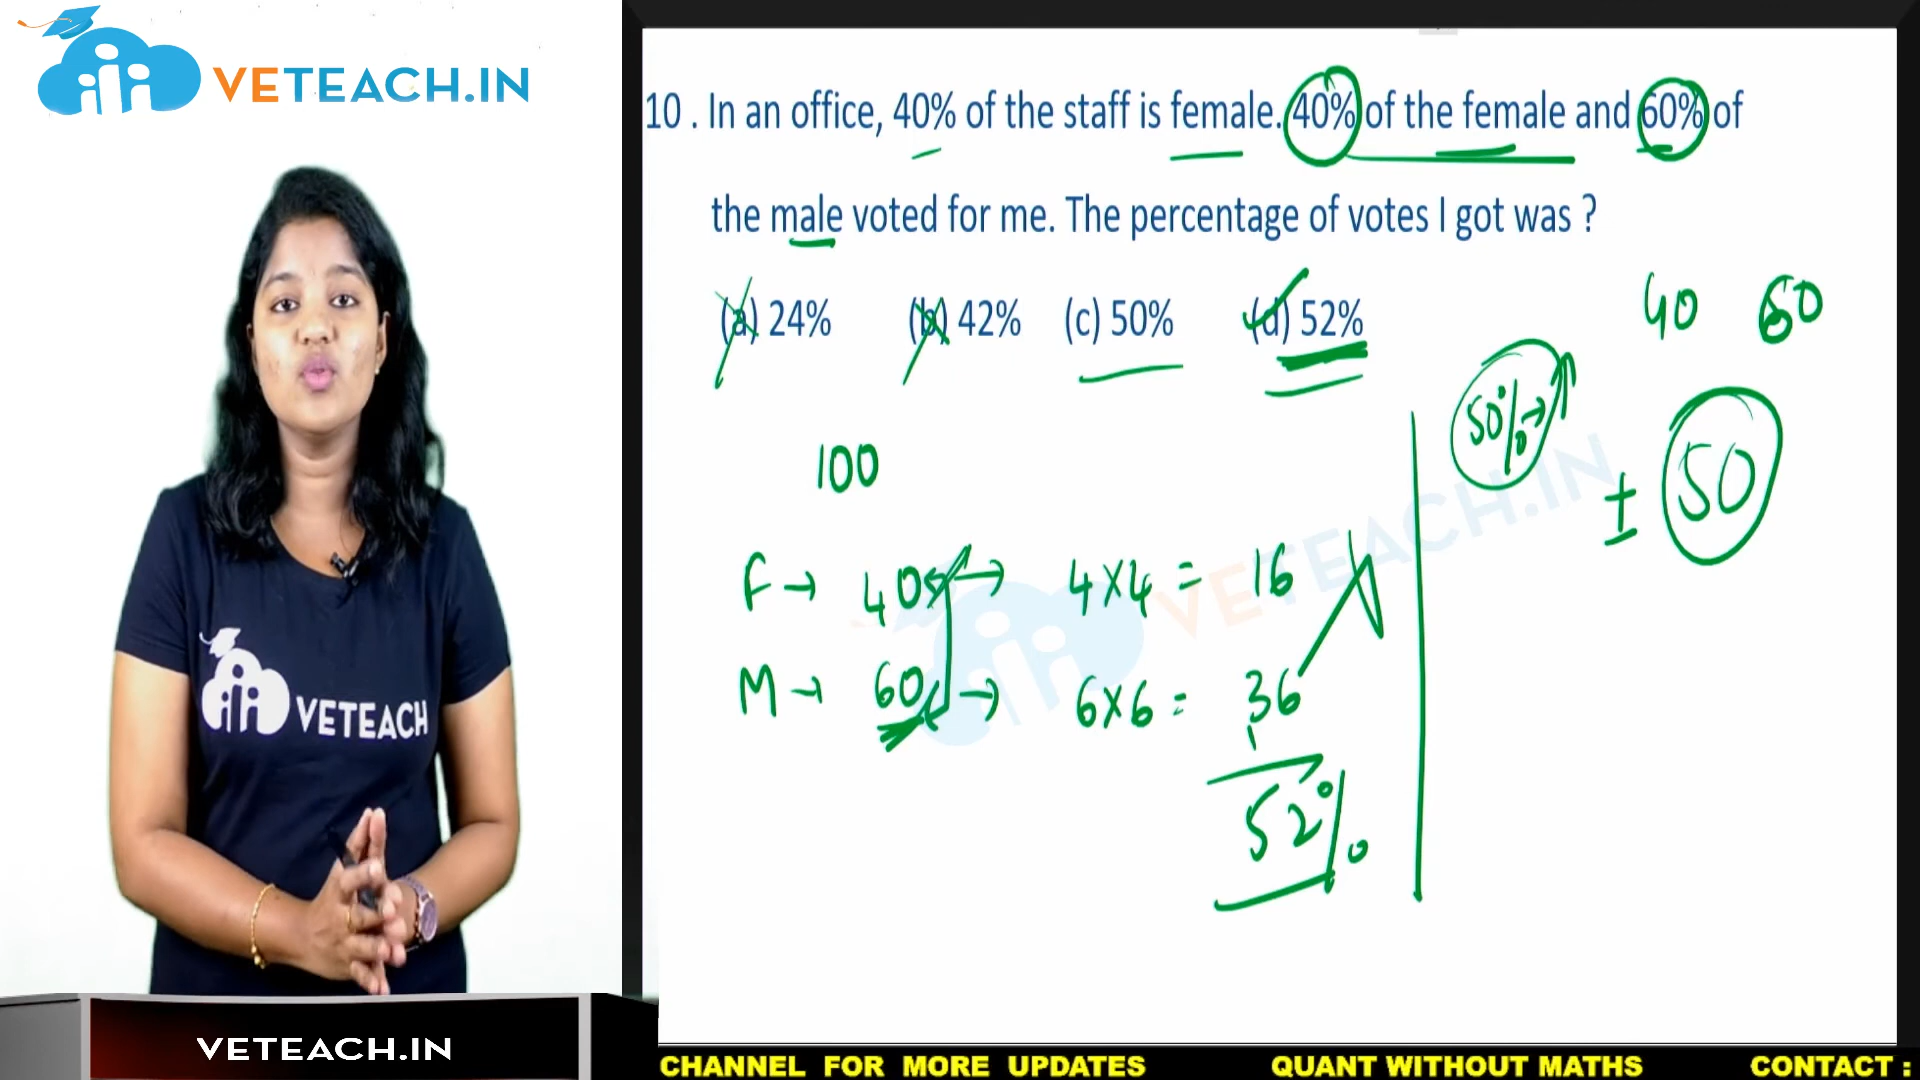 VETEACH.IN
10 . In an office, 40% of the staff is female. 40% of the female and 60% of
the male voted for me. The percentage of votes I got was ?
(a) 24% (b) 42% (c) 50% (d) 52%
40 60
50%→
100
± 50
F → 40 → 4×4 = 16
M → 60 → 6×6 = 36
52%
VETEACH.IN
VETEACH
VETEACH.IN
CHANNEL FOR MORE UPDATES QUANT WITHOUT MATHS CONTACT :